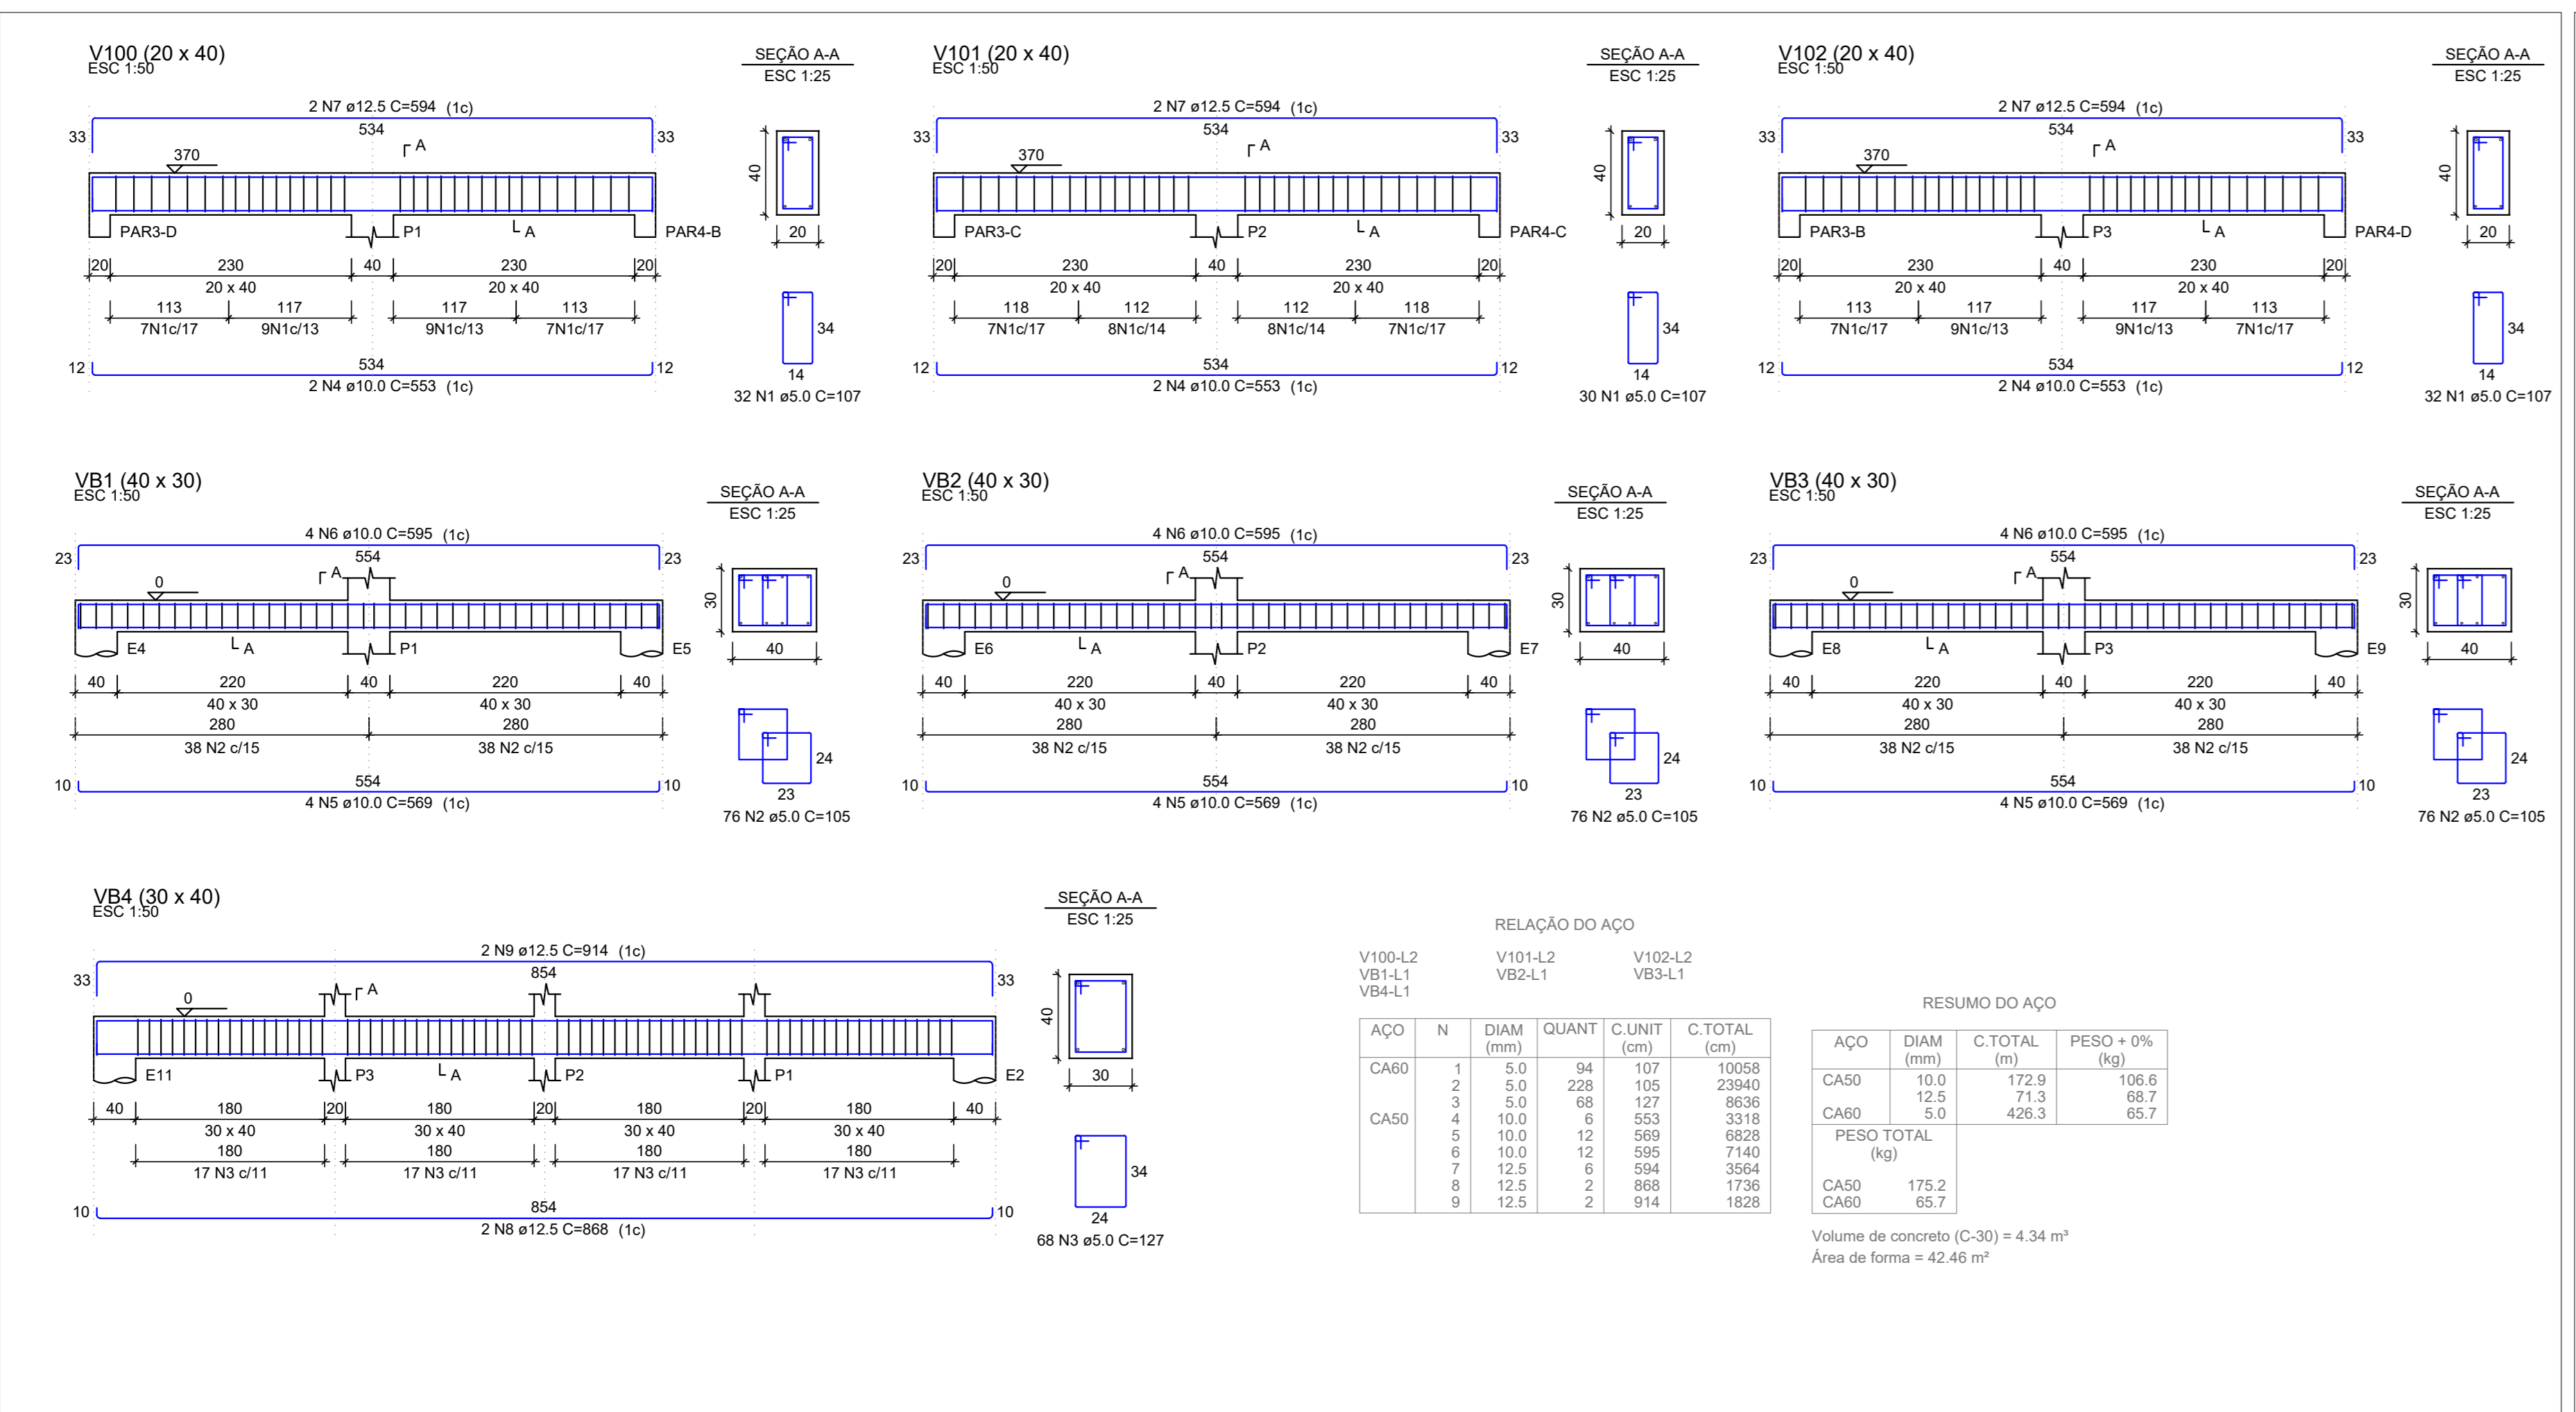 V100 (20 x 40)
ESC 1:50
SEÇÃO A-A
ESC 1:25
2 N7 ø12.5 C=594 (1c)
534
33
33
A
370
40
PAR3-D
P1
A
PAR4-B
20
20
230
40
230
20
20 x 40
20 x 40
113
117
117
113
7N1c/17
9N1c/13
9N1c/13
7N1c/17
34
14
12
534
12
2 N4 ø10.0 C=553 (1c)
32 N1 ø5.0 C=107
V101 (20 x 40)
ESC 1:50
SEÇÃO A-A
ESC 1:25
2 N7 ø12.5 C=594 (1c)
534
33
33
A
370
40
PAR3-C
P2
A
PAR4-C
20
20
230
40
230
20
20 x 40
20 x 40
118
112
112
118
7N1c/17
8N1c/14
8N1c/14
7N1c/17
34
14
12
534
12
2 N4 ø10.0 C=553 (1c)
30 N1 ø5.0 C=107
V102 (20 x 40)
ESC 1:50
SEÇÃO A-A
ESC 1:25
2 N7 ø12.5 C=594 (1c)
534
33
33
A
370
40
PAR3-B
P3
A
PAR4-D
20
20
230
40
230
20
20 x 40
20 x 40
113
117
117
113
7N1c/17
9N1c/13
9N1c/13
7N1c/17
34
14
12
534
12
2 N4 ø10.0 C=553 (1c)
32 N1 ø5.0 C=107
VB1 (40 x 30)
ESC 1:50
SEÇÃO A-A
ESC 1:25
4 N6 ø10.0 C=595 (1c)
23
554
23
A
0
30
E4
A
P1
E5
40
40
220
40
220
40
40 x 30
40 x 30
280
280
38 N2 c/15
38 N2 c/15
24
23
10
554
10
4 N5 ø10.0 C=569 (1c)
76 N2 ø5.0 C=105
VB2 (40 x 30)
ESC 1:50
SEÇÃO A-A
ESC 1:25
4 N6 ø10.0 C=595 (1c)
23
554
23
A
0
30
E6
A
P2
E7
40
40
220
40
220
40
40 x 30
40 x 30
280
280
38 N2 c/15
38 N2 c/15
24
23
10
554
10
4 N5 ø10.0 C=569 (1c)
76 N2 ø5.0 C=105
VB3 (40 x 30)
ESC 1:50
SEÇÃO A-A
ESC 1:25
4 N6 ø10.0 C=595 (1c)
23
554
23
A
0
30
E8
A
P3
E9
40
40
220
40
220
40
40 x 30
40 x 30
280
280
38 N2 c/15
38 N2 c/15
24
23
10
554
10
4 N5 ø10.0 C=569 (1c)
76 N2 ø5.0 C=105
VB4 (30 x 40)
ESC 1:50
SEÇÃO A-A
ESC 1:25
2 N9 ø12.5 C=914 (1c)
33
854
33
A
0
40
E11
P3
A
P2
P1
E2
30
40
180
20
180
20
180
20
180
40
30 x 40
30 x 40
30 x 40
30 x 40
180
180
180
180
17 N3 c/11
17 N3 c/11
17 N3 c/11
17 N3 c/11
34
24
10
854
10
2 N8 ø12.5 C=868 (1c)
68 N3 ø5.0 C=127
RELAÇÃO DO AÇO
V100-L2 V101-L2 V102-L2
VB1-L1 VB2-L1 VB3-L1
VB4-L1
AÇO N DIAM QUANT C.UNIT C.TOTAL
(mm) (cm) (cm)
CA60 1 5.0 94 107 10058
2 5.0 228 105 23940
3 5.0 68 127 8636
CA50 4 10.0 6 553 3318
5 10.0 12 569 6828
6 10.0 12 595 7140
7 12.5 6 594 3564
8 12.5 2 868 1736
9 12.5 2 914 1828
RESUMO DO AÇO
AÇO DIAM C.TOTAL PESO + 0%
(mm) (m) (kg)
CA50 10.0 172.9 106.6
12.5 71.3 68.7
CA60 5.0 426.3 65.7
PESO TOTAL
(kg)
CA50 175.2
CA60 65.7
Volume de concreto (C-30) = 4.34 m³
Área de forma = 42.46 m²